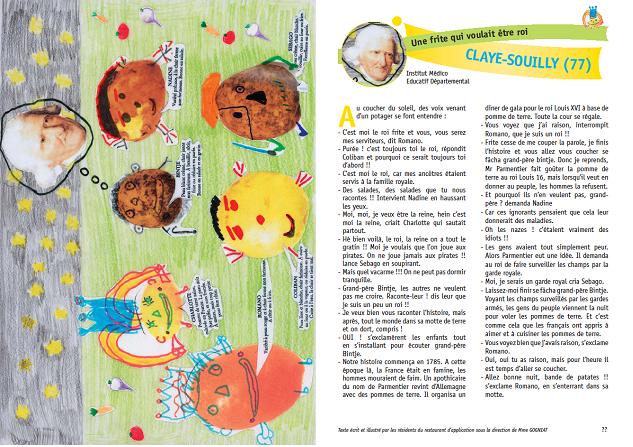 Une frite qui voulait être roi
CLAYE-SOUILLY (77)
Institut Médico
Educatif Départemental
Au coucher du soleil, des voix venant
d'un potager se font entendre :
- C'est moi le roi frite et vous, vous serez
mes serviteurs, dit Romano.
- Purée ! c'est toujours toi le roi, répondit
Coliban et pourquoi ce serait toujours toi
d'abord !!
- C'est moi le roi, car mes ancêtres étaient
servis à la famille royale.
- Des salades, des salades que tu nous
racontes !! Intervient Nadine en haussant
les yeux.
- Moi, moi, je veux être la reine, hein c'est
moi la reine, criait Charlotte qui sautait
partout.
- Hé bien voilà, le roi, la reine on a tout le
gratin !! Moi je voulais que l'on joue aux
pirates. On ne joue jamais aux pirates !!
lance Sebago en soupirant.
- Mais quel vacarme !!! On ne peut pas dormir
tranquille.
- Grand-père Bintje, les autres ne veulent
pas me croire. Raconte-leur ! dis leur que
je suis un peu un roi !!
- Je veux bien vous raconter l'histoire, mais
après, tout le monde dans sa motte de terre
et on dort, compris !
- OUI ! s'exclamèrent les enfants tout
en s'installant pour écouter grand-père
Bintje.
- Notre histoire commença en 1785. A cette
époque là, la France était en famine, les
hommes mouraient de faim. Un apothicaire
du nom de Parmentier revint d'Allemagne
avec des pommes de terre. Il organisa un
dîner de gala pour le roi Louis XVI à base de
pomme de terre. Toute la cour se régale.
- Vous voyez que j'ai raison, interrompit
Romano, que je suis un roi !!
- Frite cesse de me couper la parole, je finis
l'histoire et vous allez vous coucher se
fâcha grand-père bintje. Donc je reprends,
Mr Parmentier fait goûter la pomme de
terre au roi Louis 16, mais lorsqu'il veut en
donner au peuple, les hommes la refusent.
- Et pourquoi ils n'en veulent pas, grand-
père ? demanda Nadine
- Car ces ignorants pensaient que cela leur
donnerait des maladies.
- Oh les nazes ! c'étaient vraiment des
idiots !!
- Les gens avaient tout simplement peur.
Alors Parmentier eut une idée. Il demanda
au roi de faire surveiller les champs par la
garde royale.
- Moi, je serais un garde royal cria Sebago.
- Laissez-moi finir se fâcha grand-père Bintje.
Voyant les champs surveillés par les gardes
armés, les gens du peuple viennent la nuit
pour voler les pommes de terre. Et c'est
comme cela que les français ont appris à
aimer et à cuisiner les pommes de terre.
- Vous voyez bien que j'avais raison, s'exclame
Romano.
- Oui, oui tu as raison, mais pour l'heure il
est temps d'aller se coucher.
- Allez bonne nuit, bande de patates !!
s'exclame Romano, en s'enterrant dans sa
motte.
Texte écrit et illustré par les résidents du restaurant d'application sous la direction de Mme GOGNEAT
77
NADINE
SEBAGO
BINTJE
CHARLOTTE
ROMANO
COLIBAN